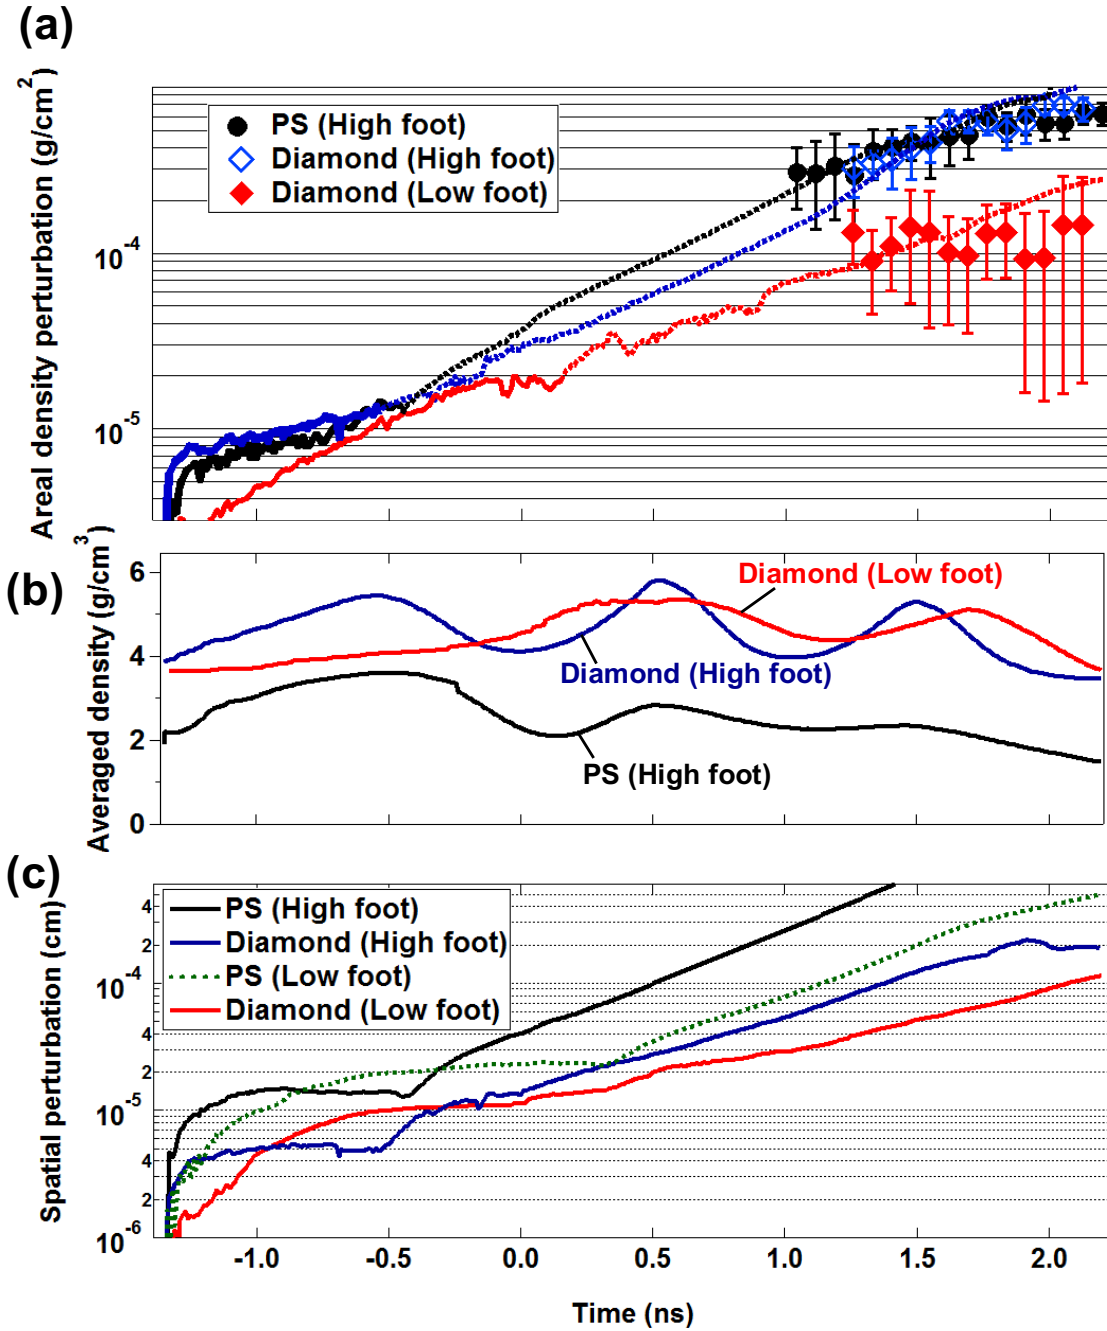 (a)
Areal density perturbation (g/cm²)
PS (High foot)
Diamond (High foot)
Diamond (Low foot)
10⁻⁴
10⁻⁵
(b)
Averaged density (g/cm³)
6
4
2
0
Diamond (Low foot)
Diamond (High foot)
PS (High foot)
(c)
Spatial perturbation (cm)
PS (High foot)
Diamond (High foot)
PS (Low foot)
Diamond (Low foot)
4
2
10⁻⁴
4
2
10⁻⁵
4
2
10⁻⁶
-1.0 -0.5 0.0 0.5 1.0 1.5 2.0
Time (ns)